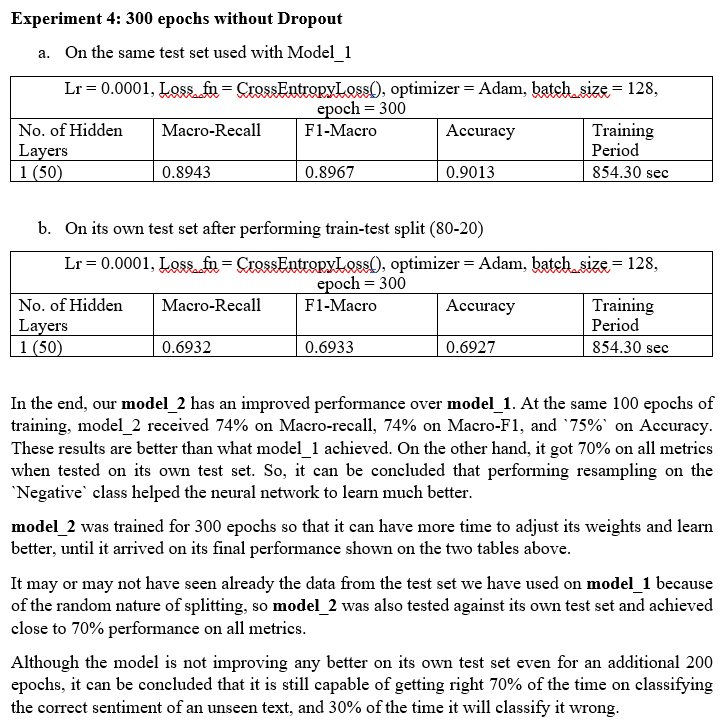 Experiment 4: 300 epochs without Dropout
a. On the same test set used with Model_1
Lr = 0.0001, Loss_fn = CrossEntropyLoss(), optimizer = Adam, batch_size = 128,
epoch = 300
No. of Hidden Layers Macro-Recall F1-Macro Accuracy Training Period
1 (50) 0.8943 0.8967 0.9013 854.30 sec
b. On its own test set after performing train-test split (80-20)
Lr = 0.0001, Loss_fn = CrossEntropyLoss(), optimizer = Adam, batch_size = 128,
epoch = 300
No. of Hidden Layers Macro-Recall F1-Macro Accuracy Training Period
1 (50) 0.6932 0.6933 0.6927 854.30 sec
In the end, our model_2 has an improved performance over model_1. At the same 100 epochs of
training, model_2 received 74% on Macro-recall, 74% on Macro-F1, and `75%` on Accuracy.
These results are better than what model_1 achieved. On the other hand, it got 70% on all metrics
when tested on its own test set. So, it can be concluded that performing resampling on the
`Negative` class helped the neural network to learn much better.
model_2 was trained for 300 epochs so that it can have more time to adjust its weights and learn
better, until it arrived on its final performance shown on the two tables above.
It may or may not have seen already the data from the test set we have used on model_1 because
of the random nature of splitting, so model_2 was also tested against its own test set and achieved
close to 70% performance on all metrics.
Although the model is not improving any better on its own test set even for an additional 200
epochs, it can be concluded that it is still capable of getting right 70% of the time on classifying
the correct sentiment of an unseen text, and 30% of the time it will classify it wrong.